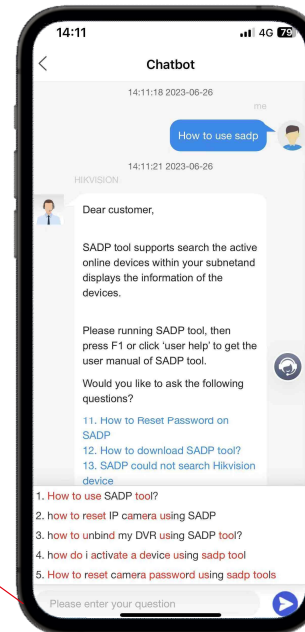 14:11
4G 79
Chatbot
14:11:18 2023-06-26
me
How to use sadp
14:11:21 2023-06-26
HIKVISION
Dear customer,
SADP tool supports search the active
online devices within your subnetand
displays the information of the
devices.
Please running SADP tool, then
press F1 or click 'user help' to get the
user manual of SADP tool.
Would you like to ask the following
questions?
11. How to Reset Password on
SADP
12. How to download SADP tool?
13. SADP could not search Hikvision
device
1. How to use SADP tool?
2. how to reset IP camera using SADP
3. how to unbind my DVR using SADP tool?
4. how do i activate a device using sadp tool
5. How to reset camera password using sadp tools
Please enter your question